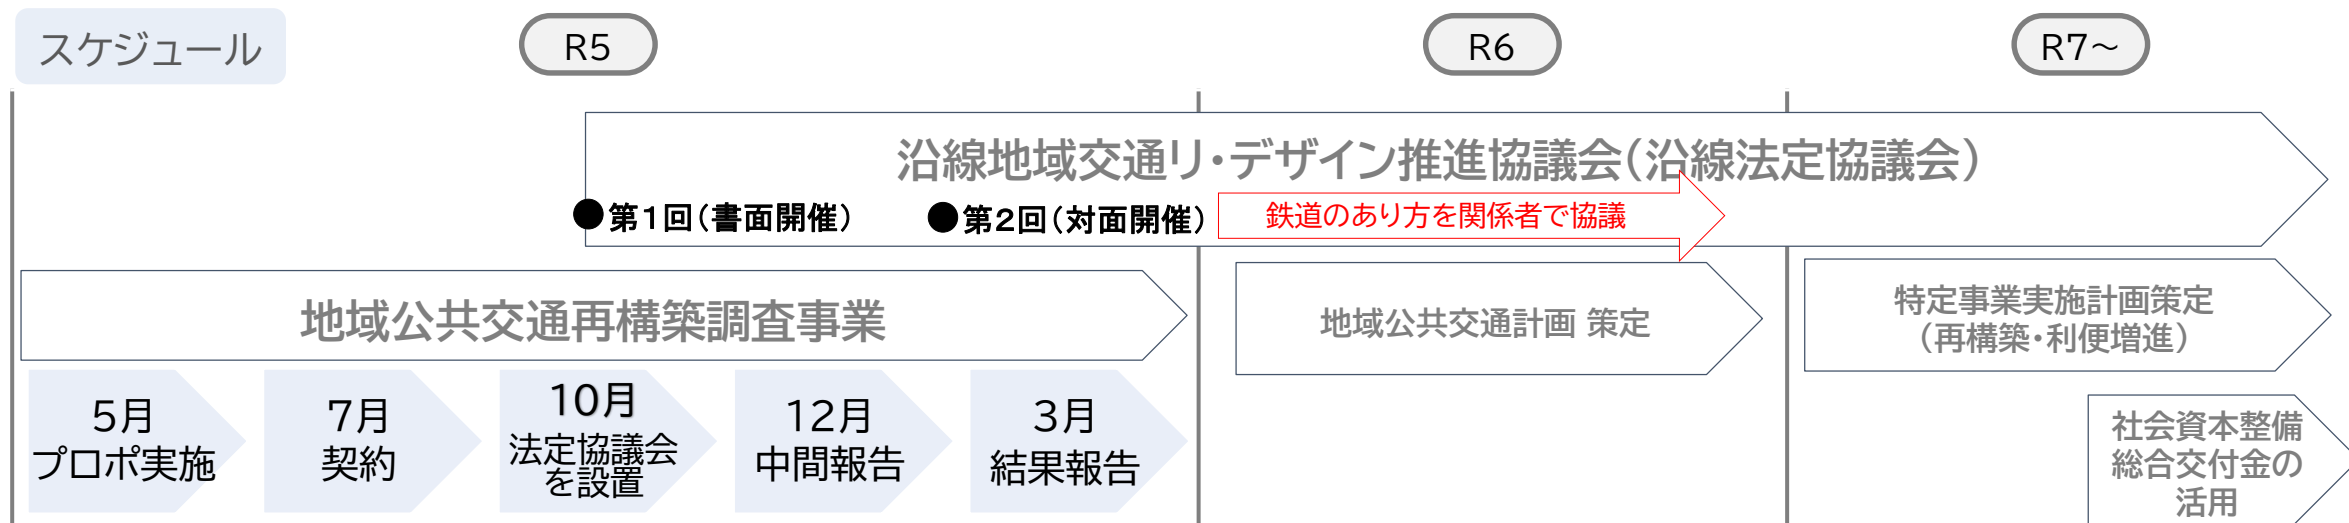 スケジュール
R5
R6
R7～
沿線地域交通リ・デザイン推進協議会（沿線法定協議会）
●第１回（書面開催）
●第２回（対面開催）
鉄道のあり方を関係者で協議
地域公共交通再構築調査事業
地域公共交通計画 策定
特定事業実施計画策定
（再構築・利便増進）
5月
プロポ実施
7月
契約
10月
法定協議会
を設置
12月
中間報告
3月
結果報告
社会資本整備
総合交付金の
活用